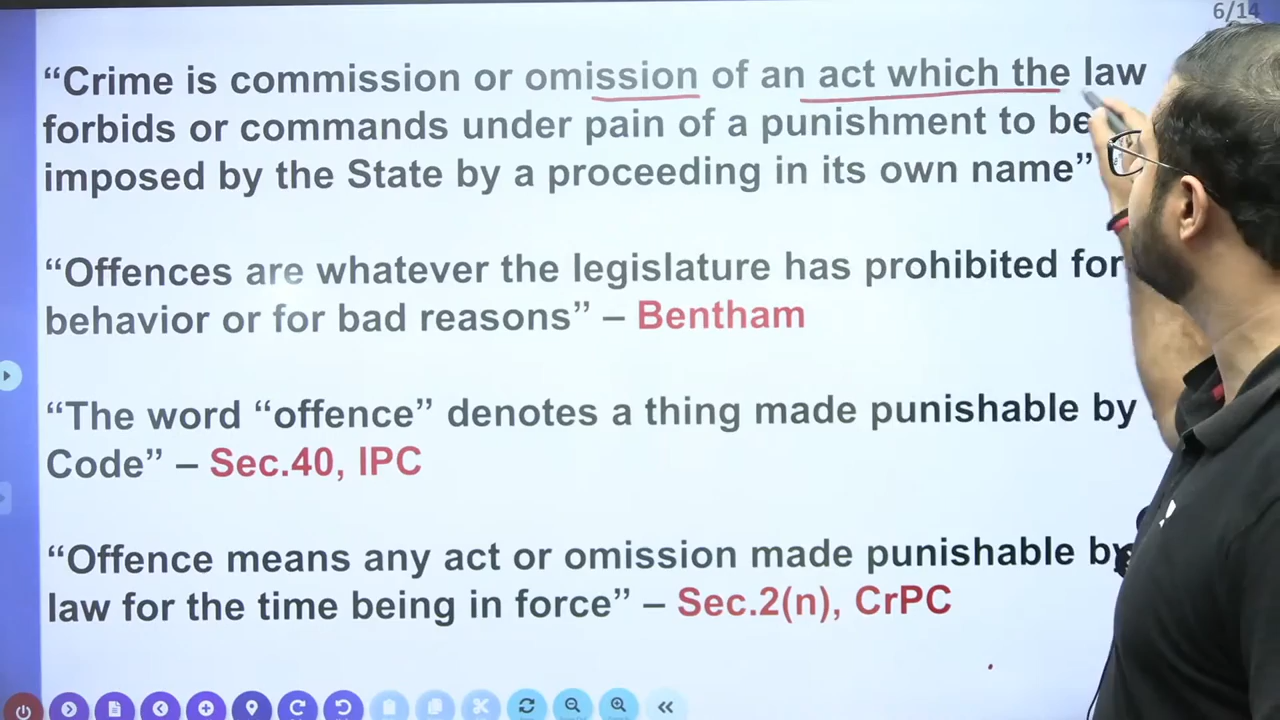 6/14
“Crime is commission or omission of an act which the law
forbids or commands under pain of a punishment to be
imposed by the State by a proceeding in its own name”
“Offences are whatever the legislature has prohibited for
behavior or for bad reasons” – Bentham
“The word “offence” denotes a thing made punishable by
Code” – Sec.40, IPC
“Offence means any act or omission made punishable by
law for the time being in force” – Sec.2(n), CrPC